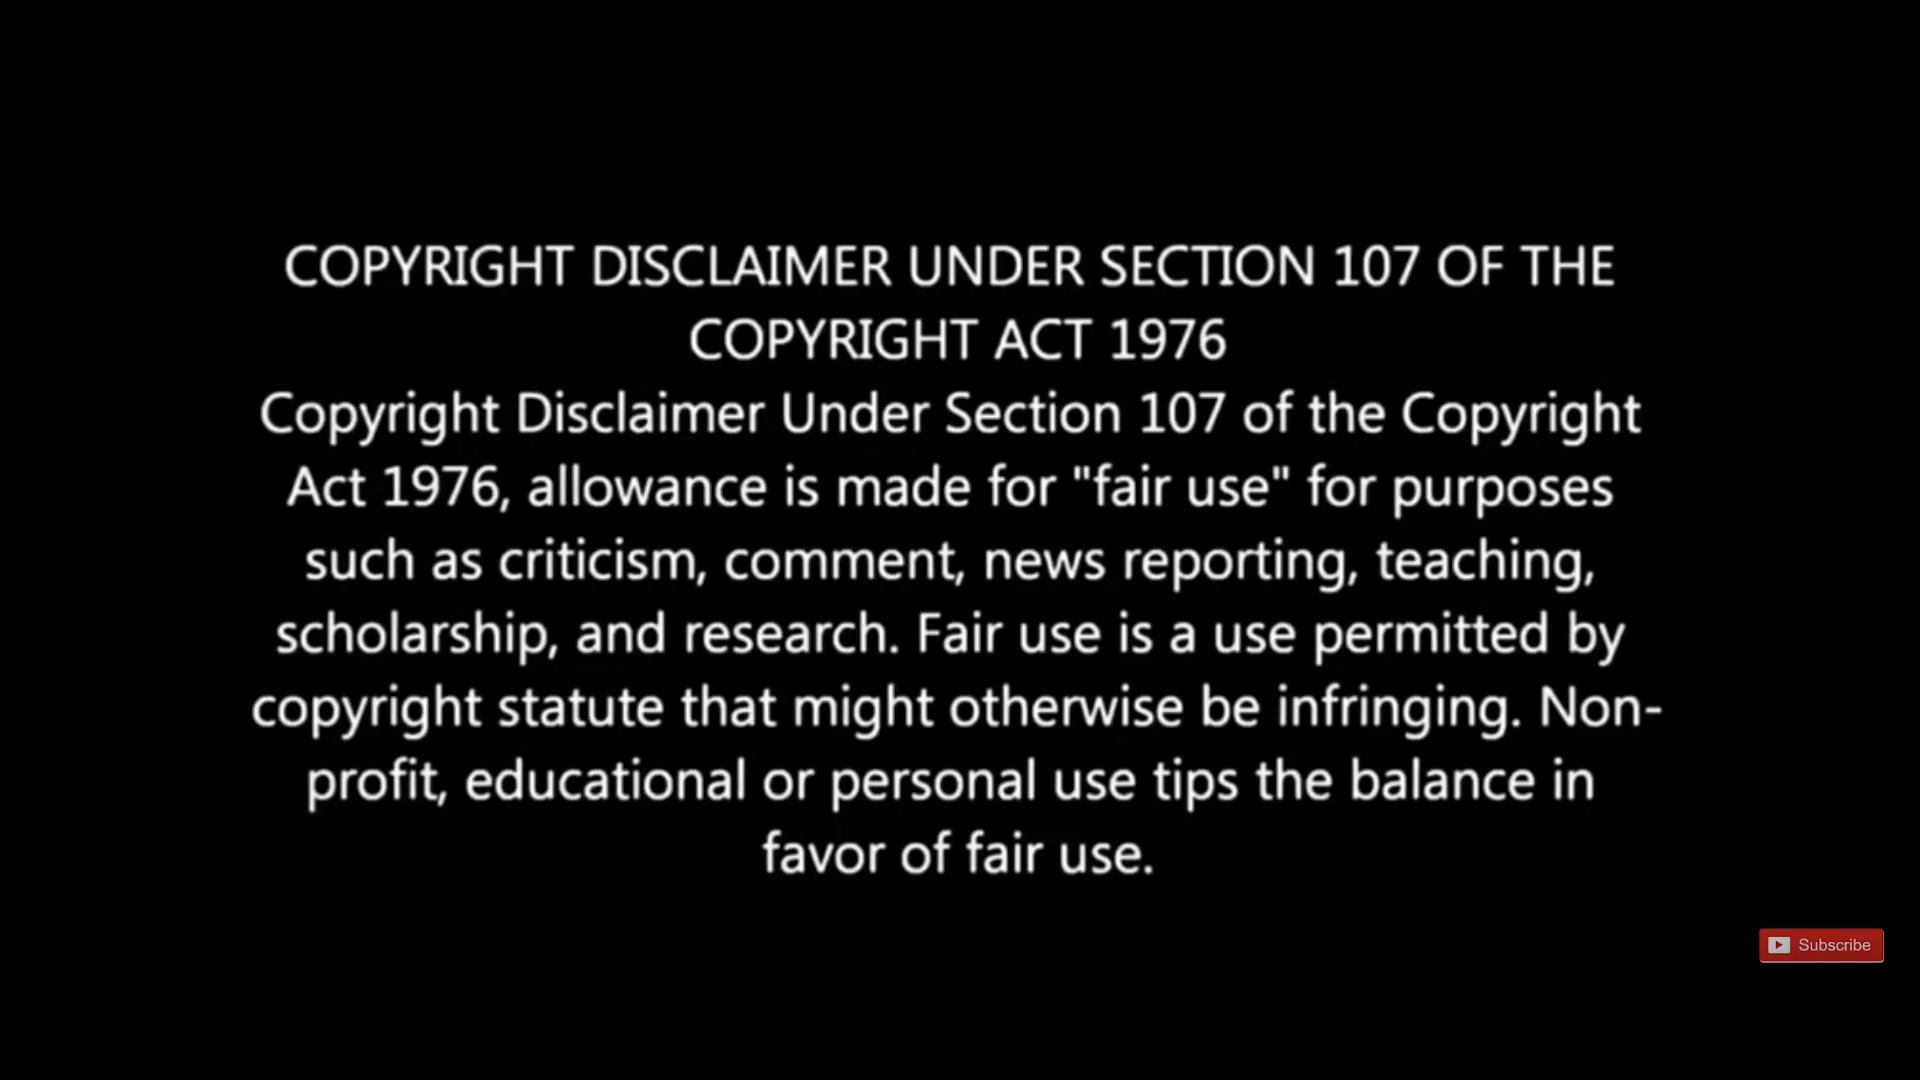 COPYRIGHT DISCLAIMER UNDER SECTION 107 OF THE
COPYRIGHT ACT 1976
Copyright Disclaimer Under Section 107 of the Copyright
Act 1976, allowance is made for "fair use" for purposes
such as criticism, comment, news reporting, teaching,
scholarship, and research. Fair use is a use permitted by
copyright statute that might otherwise be infringing. Non-
profit, educational or personal use tips the balance in
favor of fair use.
Subscribe